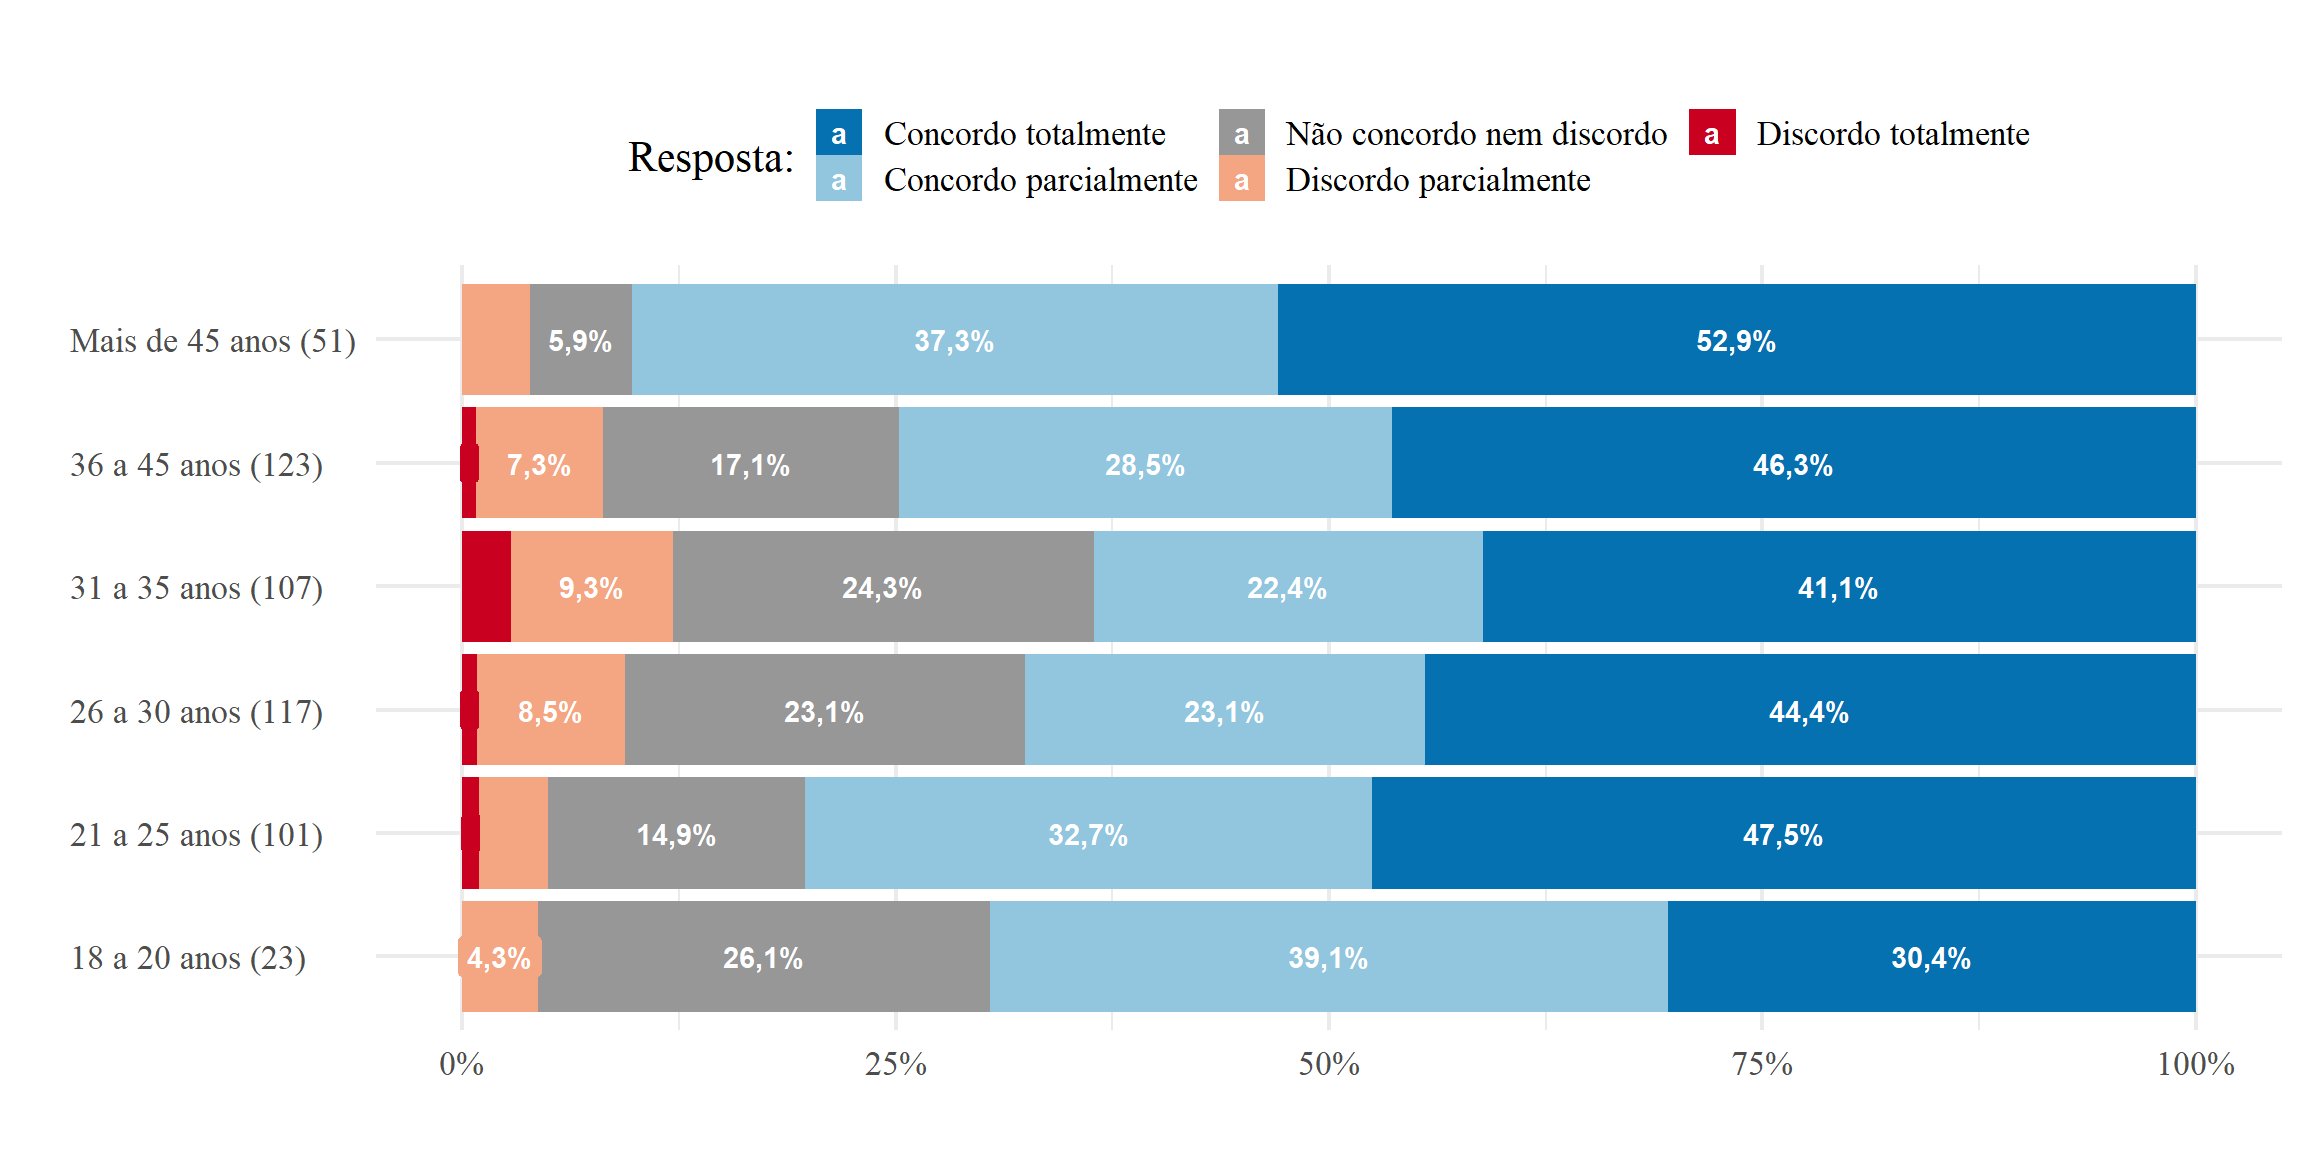 Resposta:
a Concordo totalmente
a Concordo parcialmente
a Não concordo nem discordo
a Discordo parcialmente
a Discordo totalmente
Mais de 45 anos (51) 5,9% 37,3% 52,9%
36 a 45 anos (123) 7,3% 17,1% 28,5% 46,3%
31 a 35 anos (107) 9,3% 24,3% 22,4% 41,1%
26 a 30 anos (117) 8,5% 23,1% 23,1% 44,4%
21 a 25 anos (101) 14,9% 32,7% 47,5%
18 a 20 anos (23) 4,3% 26,1% 39,1% 30,4%
0% 25% 50% 75% 100%